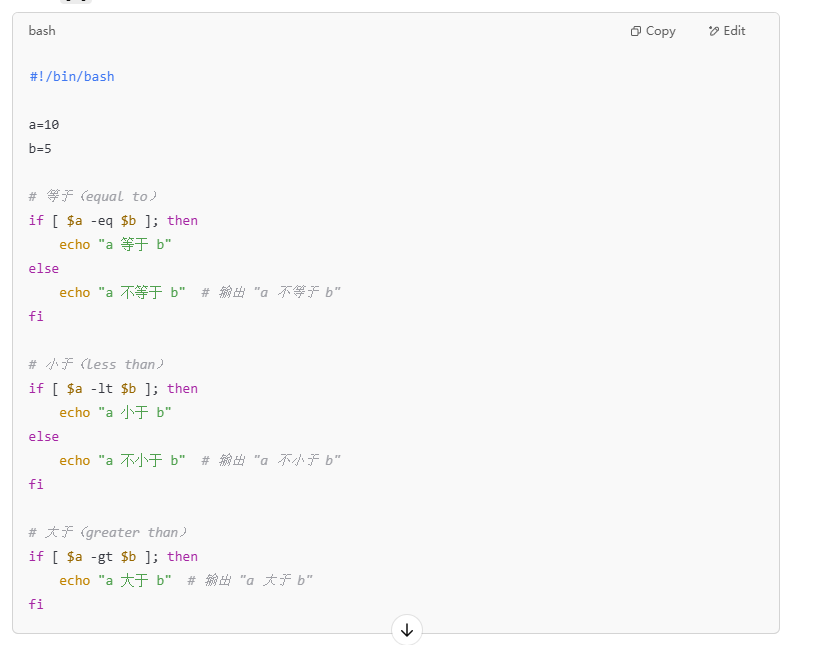 bash
Copy
Edit
#!/bin/bash
a=10
b=5
# 等于（equal to）
if [ $a -eq $b ]; then
    echo "a 等于 b"
else
    echo "a 不等于 b"  # 输出 "a 不等于 b"
fi
# 小于（less than）
if [ $a -lt $b ]; then
    echo "a 小于 b"
else
    echo "a 不小于 b"  # 输出 "a 不小于 b"
fi
# 大于（greater than）
if [ $a -gt $b ]; then
    echo "a 大于 b"  # 输出 "a 大于 b"
fi